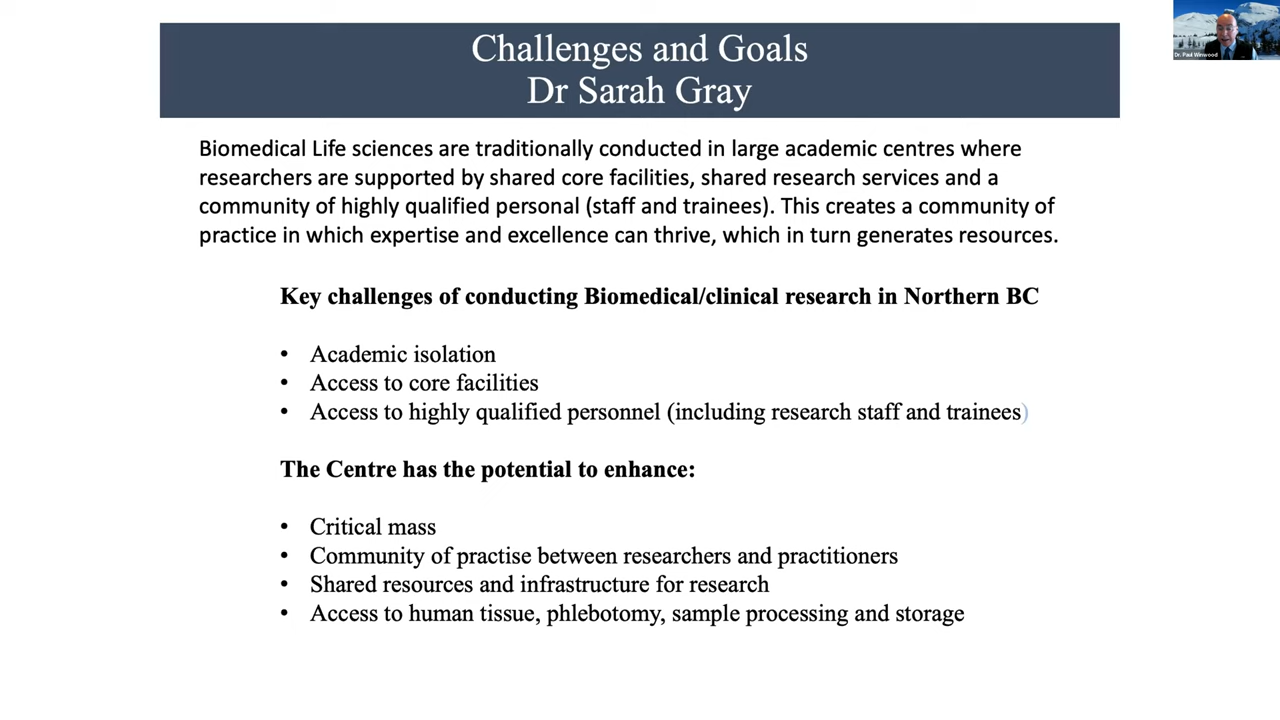 Challenges and Goals
Dr Sarah Gray
Dr. Paul Winwood
Biomedical Life sciences are traditionally conducted in large academic centres where
researchers are supported by shared core facilities, shared research services and a
community of highly qualified personal (staff and trainees). This creates a community of
practice in which expertise and excellence can thrive, which in turn generates resources.
Key challenges of conducting Biomedical/clinical research in Northern BC
• Academic isolation
• Access to core facilities
• Access to highly qualified personnel (including research staff and trainees)
The Centre has the potential to enhance:
• Critical mass
• Community of practise between researchers and practitioners
• Shared resources and infrastructure for research
• Access to human tissue, phlebotomy, sample processing and storage